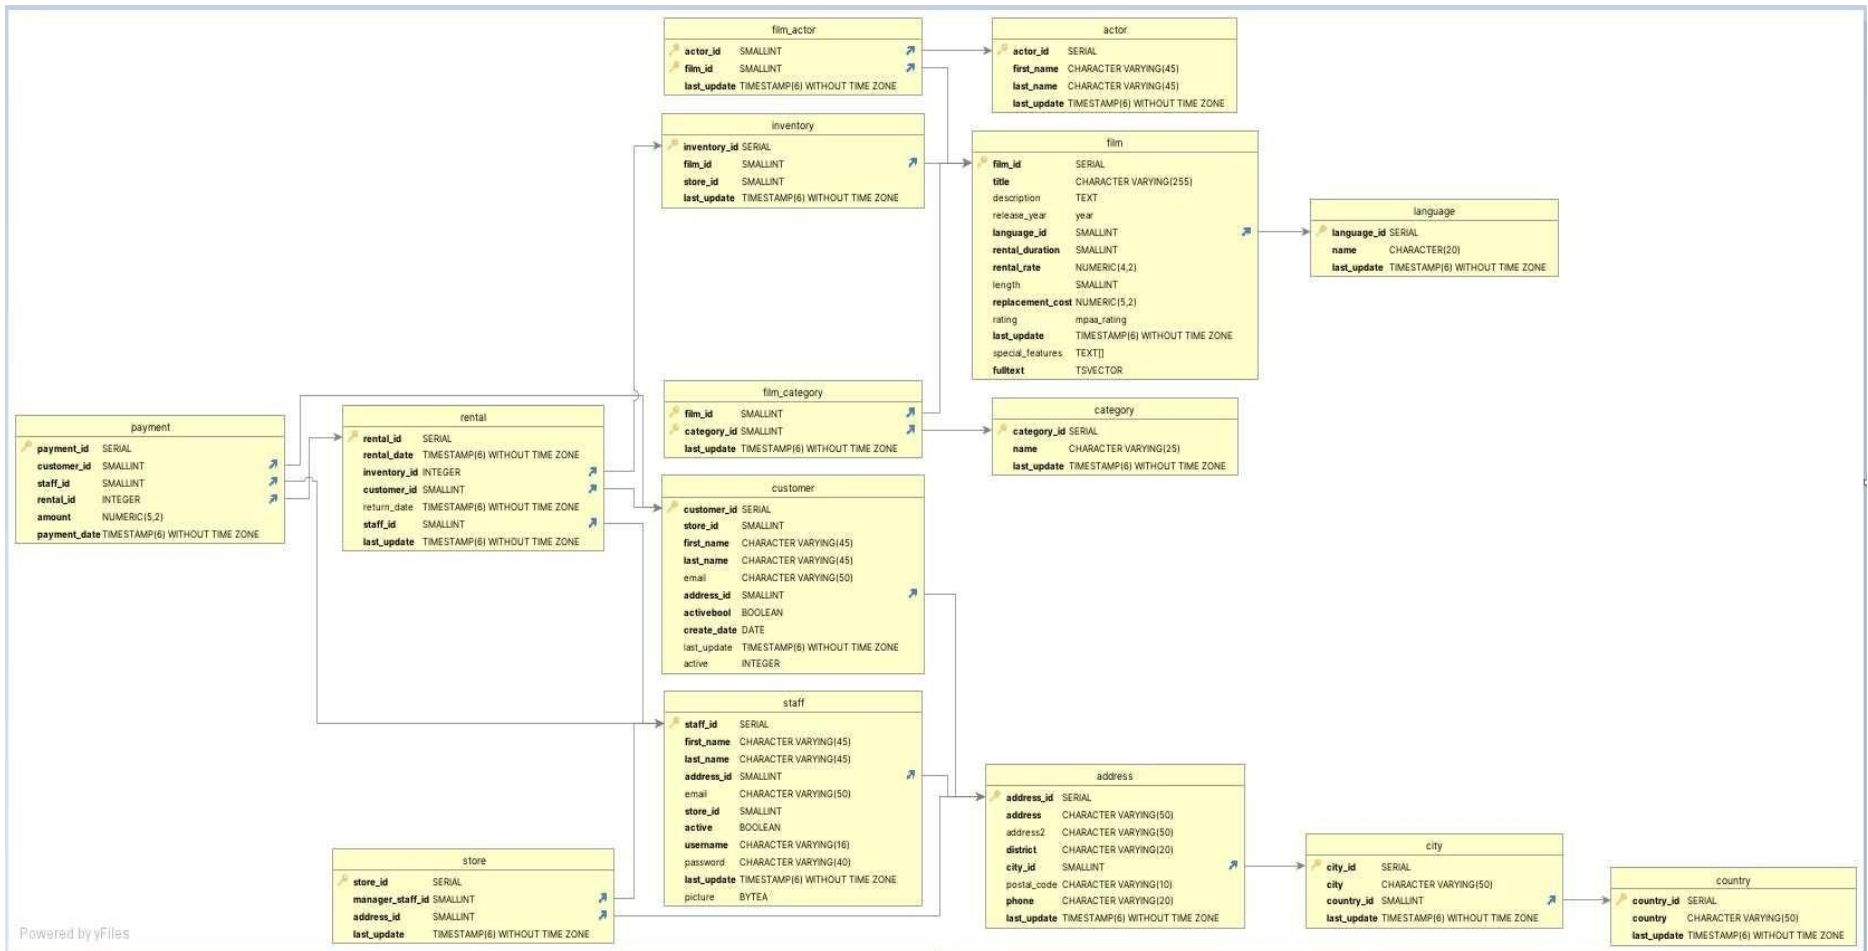 film_actor
actor_id SMALLINT
film_id SMALLINT
last_update TIMESTAMP(6) WITHOUT TIME ZONE
actor
actor_id SERIAL
first_name CHARACTER VARYING(45)
last_name CHARACTER VARYING(45)
last_update TIMESTAMP(6) WITHOUT TIME ZONE
inventory
inventory_id SERIAL
film_id SMALLINT
store_id SMALLINT
last_update TIMESTAMP(6) WITHOUT TIME ZONE
film
film_id SERIAL
title CHARACTER VARYING(255)
description TEXT
release_year year
language_id SMALLINT
rental_duration SMALLINT
rental_rate NUMERIC(4,2)
length SMALLINT
replacement_cost NUMERIC(5,2)
rating mpaa_rating
last_update TIMESTAMP(6) WITHOUT TIME ZONE
special_features TEXT[]
fulltext TSVECTOR
language
language_id SERIAL
name CHARACTER(20)
last_update TIMESTAMP(6) WITHOUT TIME ZONE
film_category
film_id SMALLINT
category_id SMALLINT
last_update TIMESTAMP(6) WITHOUT TIME ZONE
category
category_id SERIAL
name CHARACTER VARYING(25)
last_update TIMESTAMP(6) WITHOUT TIME ZONE
payment
payment_id SERIAL
customer_id SMALLINT
staff_id SMALLINT
rental_id INTEGER
amount NUMERIC(5,2)
payment_date TIMESTAMP(6) WITHOUT TIME ZONE
rental
rental_id SERIAL
rental_date TIMESTAMP(6) WITHOUT TIME ZONE
inventory_id INTEGER
customer_id SMALLINT
return_date TIMESTAMP(6) WITHOUT TIME ZONE
staff_id SMALLINT
last_update TIMESTAMP(6) WITHOUT TIME ZONE
customer
customer_id SERIAL
store_id SMALLINT
first_name CHARACTER VARYING(45)
last_name CHARACTER VARYING(45)
email CHARACTER VARYING(50)
address_id SMALLINT
activebool BOOLEAN
create_date DATE
last_update TIMESTAMP(6) WITHOUT TIME ZONE
active INTEGER
staff
staff_id SERIAL
first_name CHARACTER VARYING(45)
last_name CHARACTER VARYING(45)
address_id SMALLINT
email CHARACTER VARYING(50)
store_id SMALLINT
active BOOLEAN
username CHARACTER VARYING(16)
password CHARACTER VARYING(40)
last_update TIMESTAMP(6) WITHOUT TIME ZONE
picture BYTEA
address
address_id SERIAL
address CHARACTER VARYING(50)
address2 CHARACTER VARYING(50)
district CHARACTER VARYING(20)
city_id SMALLINT
postal_code CHARACTER VARYING(10)
phone CHARACTER VARYING(20)
last_update TIMESTAMP(6) WITHOUT TIME ZONE
city
city_id SERIAL
city CHARACTER VARYING(50)
country_id SMALLINT
last_update TIMESTAMP(6) WITHOUT TIME ZONE
store
store_id SERIAL
manager_staff_id SMALLINT
address_id SMALLINT
last_update TIMESTAMP(6) WITHOUT TIME ZONE
country
country_id SERIAL
country CHARACTER VARYING(50)
last_update TIMESTAMP(6) WITHOUT TIME ZONE
Powered by yFiles